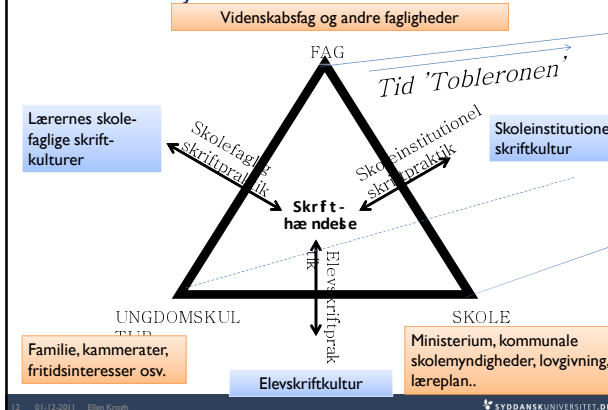 Videnskabsfag og andre fagligheder
FAG
Tid 'Tobleronen'
Lærernes skole-
faglige skrift-
kulturer
Skolefaglig
skriftpraktik
Skoleinstitutionel
skriftpraktik
Skoleinstitutione
skriftkultur
Skrft-
hændelse
Elevskriftprak
tik
UNGDOMSKUL
TUR
SKOLE
Familie, kammerater,
fritidsinteresser osv.
Elevskriftkultur
Ministerium, kommunale
skolemyndigheder, lovgivning,
læreplan..
12 01-12-2011 Ellen Krogh
SYDDANSKUNIVERSITET.D